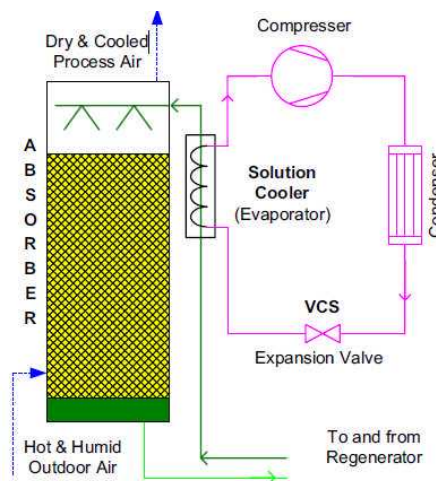 Dry & Cooled
Process Air
Compresser
ABSORBER
Solution
Cooler
(Evaporator)
Condenser
VCS
Expansion Valve
Hot & Humid
Outdoor Air
To and from
Regenerator